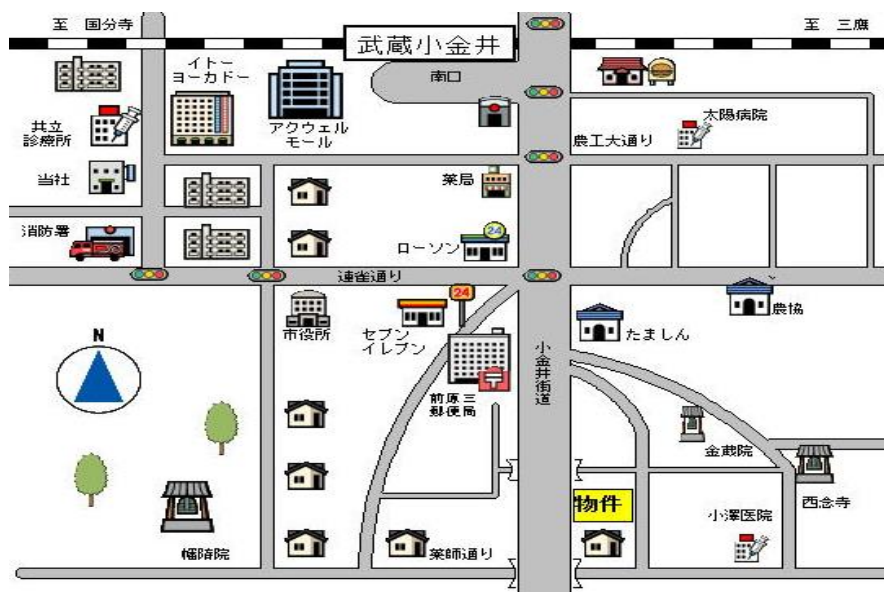 至 国分寺
武蔵小金井
至 三鷹
イトー
ヨーカドー
南口
アクウェル
モール
共立
診療所
太陽病院
農工大通り
当社
薬局
消防署
ローソン
24
連雀通り
24
市役所
セブン
イレブン
たましん
農協
小金井街道
N
前原三
郵便局
金蔵院
西念寺
物件
小澤医院
幡随院
薬師通り